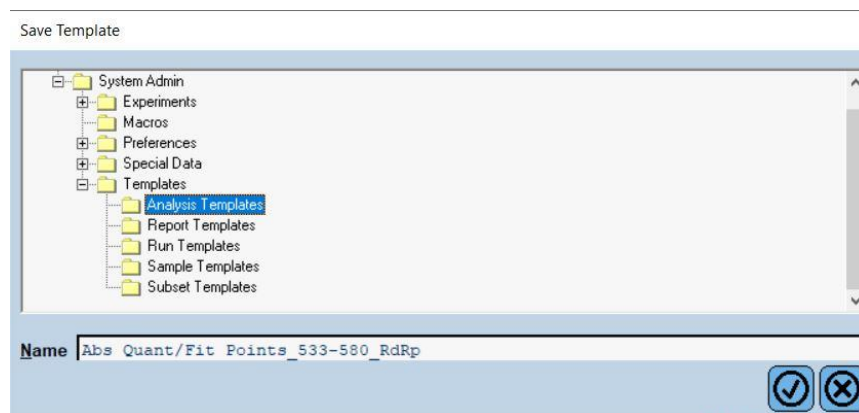 Save Template
System Admin
Experiments
Macros
Preferences
Special Data
Templates
Analysis Templates
Report Templates
Run Templates
Sample Templates
Subset Templates
Name Abs Quant/Fit Points_533-580_RdRp